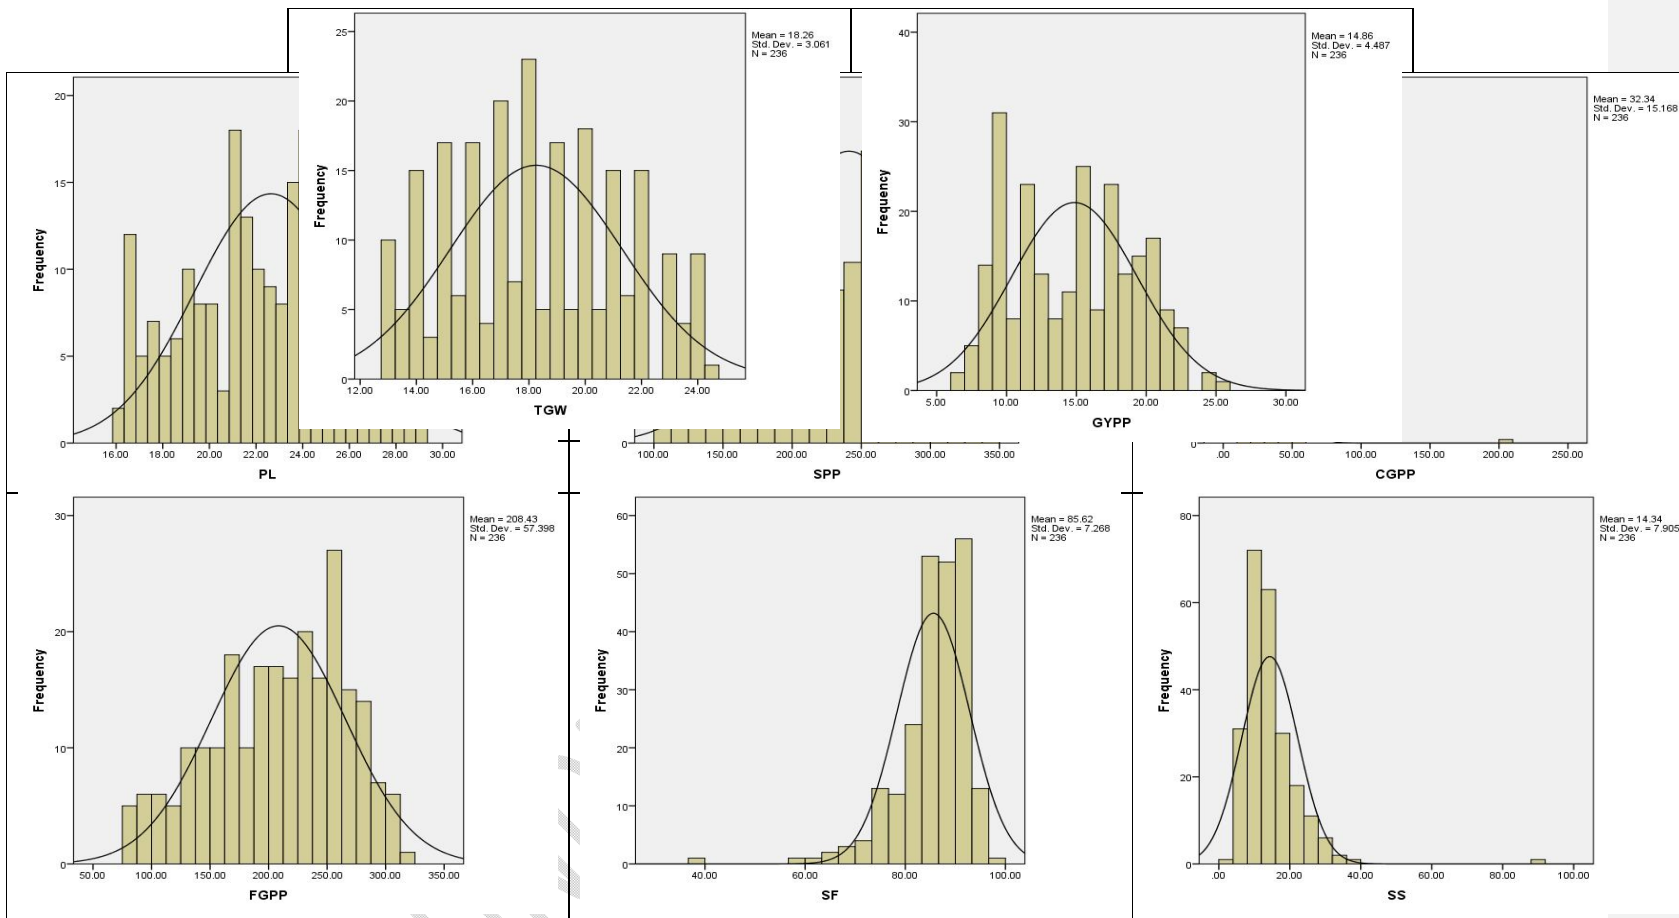 25
20
15
10
5
0
12.00 14.00 16.00 18.00 20.00 22.00 24.00
Frequency
TGW
Mean = 18.26
Std. Dev. = 3.061
N = 236
40
30
20
10
0
5.00 10.00 15.00 20.00 25.00 30.00
Frequency
GYPP
Mean = 14.86
Std. Dev. = 4.487
N = 236
20
15
10
5
0
16.00 18.00 20.00 22.00 24.00 26.00 28.00 30.00
Frequency
PL
0
100.00 150.00 200.00 250.00 300.00 350.00
SPP
Mean = 32.34
Std. Dev. = 15.168
N = 236
.00 50.00 100.00 150.00 200.00 250.00
CGPP
30
20
10
0
50.00 100.00 150.00 200.00 250.00 300.00 350.00
Frequency
FGPP
Mean = 208.43
Std. Dev. = 57.398
N = 236
60
50
40
30
20
10
0
40.00 60.00 80.00 100.00
Frequency
SF
Mean = 85.62
Std. Dev. = 7.268
N = 236
80
60
40
20
0
.00 20.00 40.00 60.00 80.00 100.00
Frequency
SS
Mean = 14.34
Std. Dev. = 7.905
N = 236